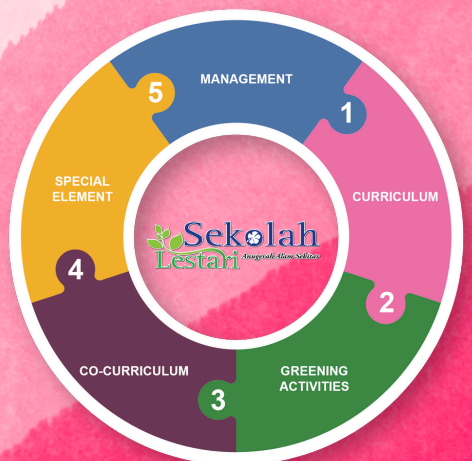 MANAGEMENT
1
CURRICULUM
2
GREENING
ACTIVITIES
3
CO-CURRICULUM
4
SPECIAL
ELEMENT
5
Sekolah
Lestari Anugerah Alam Sekitar